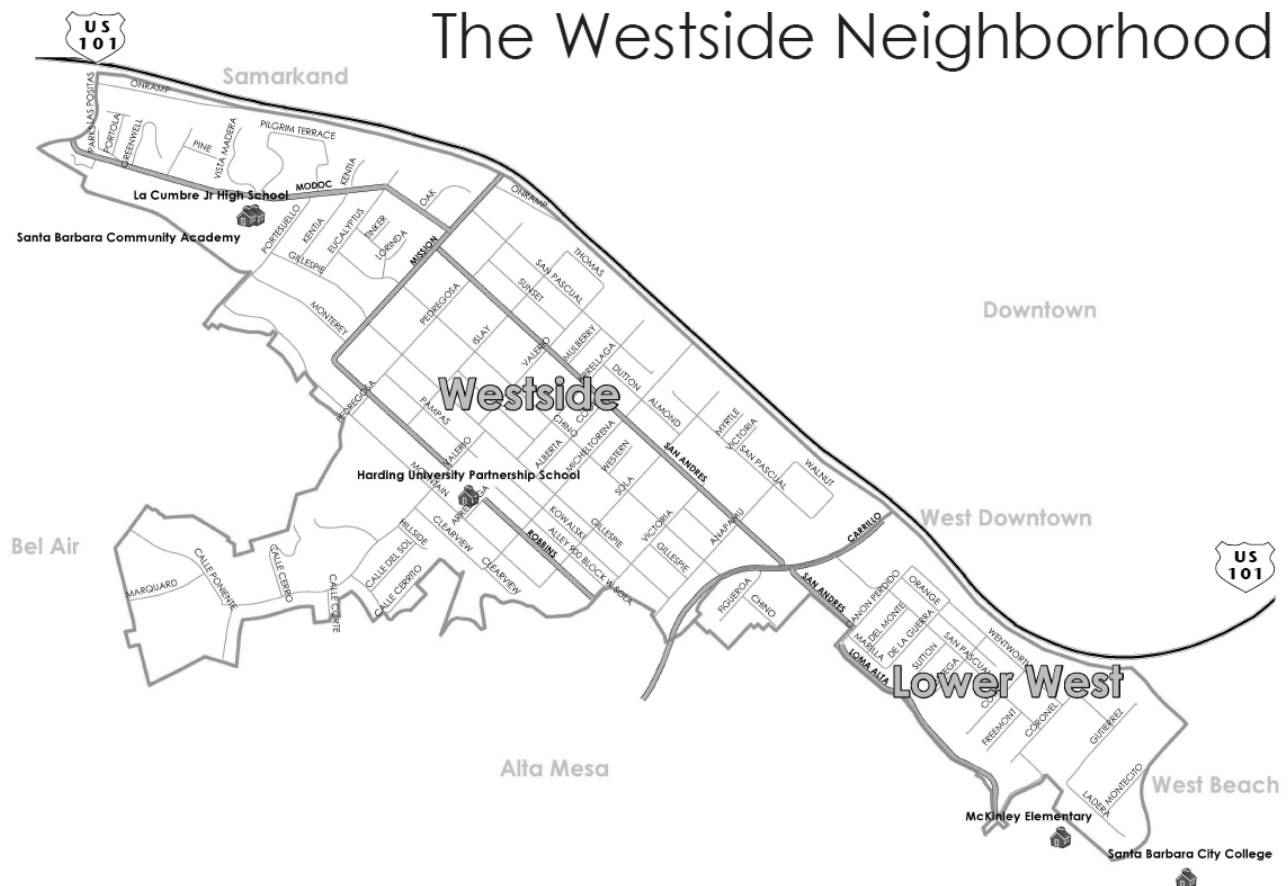 The Westside Neighborhood
US
101
Samarkand
PARKS
LAS POSITAS
ONRAMP
PORTOLA
GREENWELL
PINE
VISTA MADERA
PILGRIM TERRACE
KENTIA
MODOC
La Cumbre Jr High School
Santa Barbara Community Academy
OAK
ONRAMP
PORTESUELLO
KENTIA
EUCALYPTUS
TINKER
LORINDA
GILLESPIE
MISSION
THOMAS
SAN PASCUAL
SUNSET
MONTEREY
PEDREGOSA
ISLAY
VALERIO
MULBERRY
Downtown
DUTTON
ALMOND
Westside
PEDREGOSA
PAMPAS
CHINO
ALBERTA
MICHELTORENA
WESTERN
SOLA
SAN ANDRES
MYRTLE
VICTORIA
SAN PASCUAL
WALNUT
VALERIO
MOUNTAIN
Harding University Partnership School
HILLSIDE
CLEARVIEW
CLEARVIEW
ROBBINS
KOWALSKI
GILLESPIE
ALLEY 900 BLOCK W SOLA
VICTORIA
GILLESPIE
ANAPAMU
CARRILLO
West Downtown
Bel Air
MARQUARD
CALLE PONIENTE
CALLE CERRO
CALLE CORTE
CALLE DEL SOL
CALLE CERRITO
US
101
FIGUEROA
CHINO
SAN ANDRES
CANON PERDIDO
DEL MONTE
MARILLA
DE LA GUERRA
ORANGE
SAN PASCUAL
WENTWORTH
SUTTON
LOMA ALTA
Lower West
FREEMONT
CORONEL
GUTIERREZ
MONTECITO
LADERA
Alta Mesa
West Beach
McKinley Elementary
Santa Barbara City College